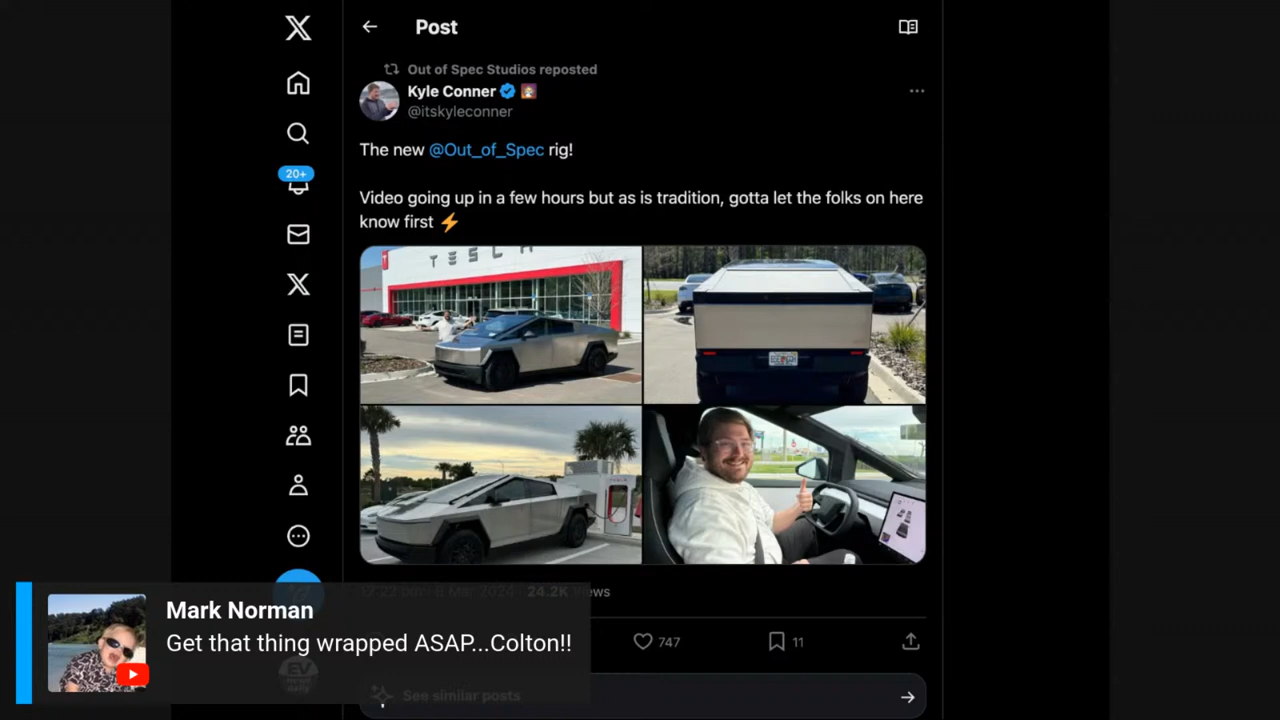 Post
Out of Spec Studios reposted
Kyle Conner
@itskyleconner
The new @Out_of_Spec rig!
20+
Video going up in a few hours but as is tradition, gotta let the folks on here
know first ⚡
TESLA
24.2K Views
Mark Norman
Get that thing wrapped ASAP...Colton!!
747
11
EV
See similar posts